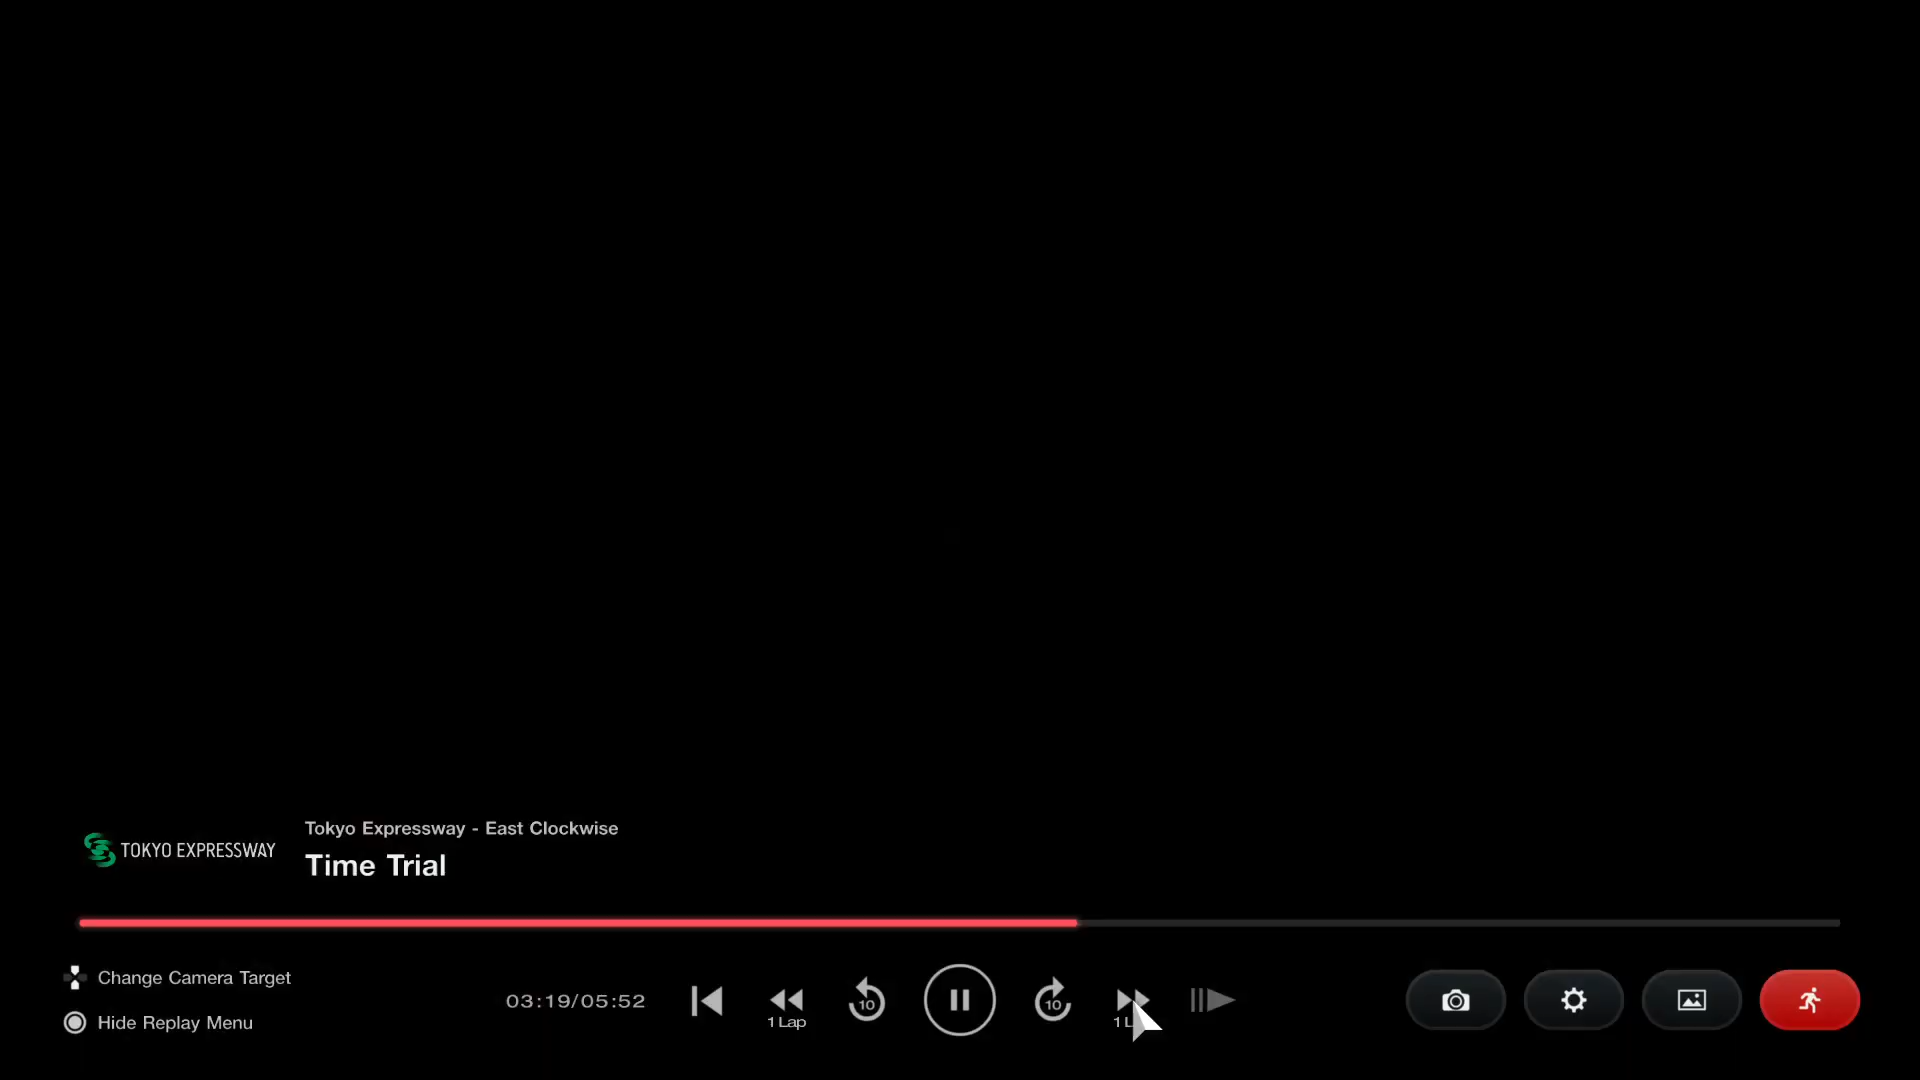 Tokyo Expressway - East Clockwise
TOKYO EXPRESSWAY
Time Trial
Change Camera Target
03:19/05:52
10
10
1 Lap
1
Hide Replay Menu